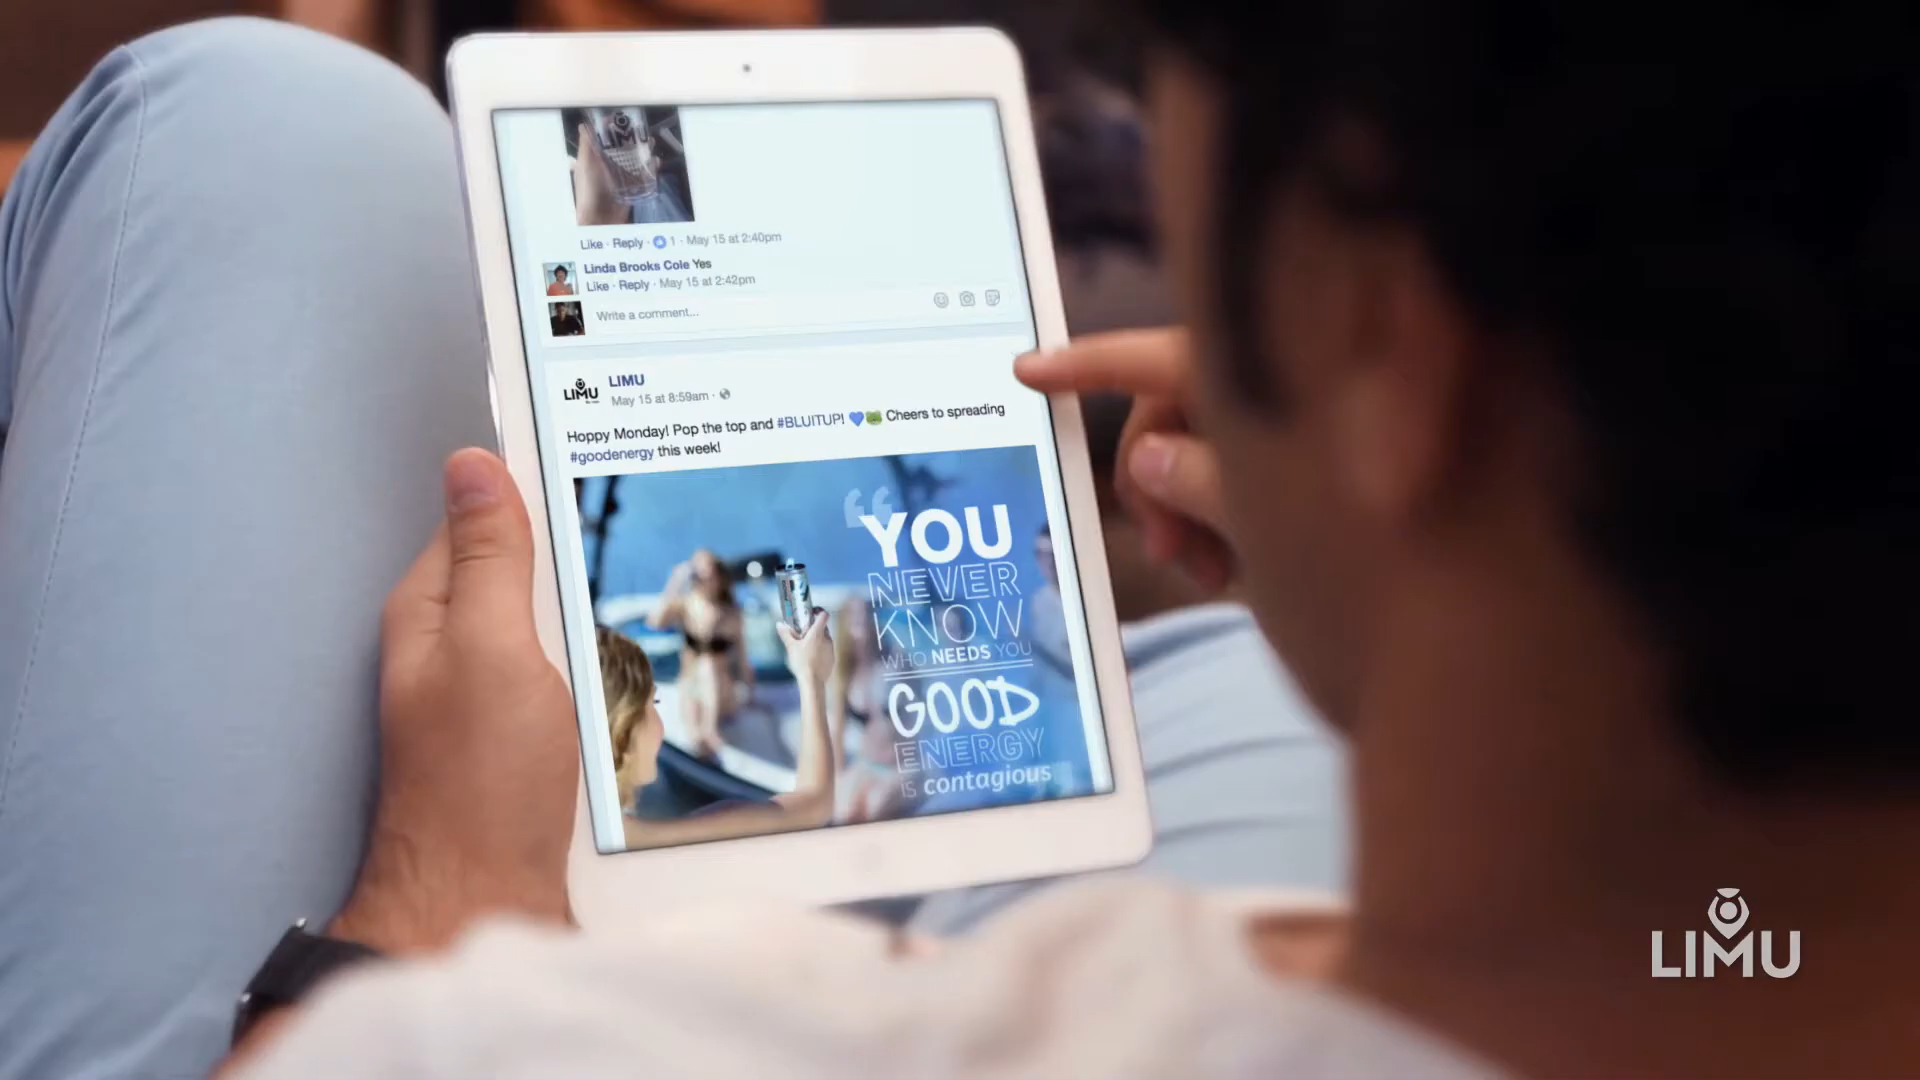 LIMU
Like · Reply · 1 · May 15 at 2:40pm
Linda Brooks Cole Yes
Like · Reply · May 15 at 2:42pm
Write a comment...
LIMU
LIMU
May 15 at 8:59am ·
Hoppy Monday! Pop the top and #BLUITUP! 💙🐸 Cheers to spreading
#goodenergy this week!
“YOU
NEVER
KNOW
WHO NEEDS YOU
GOOD
ENERGY
IS contagious
LIMU